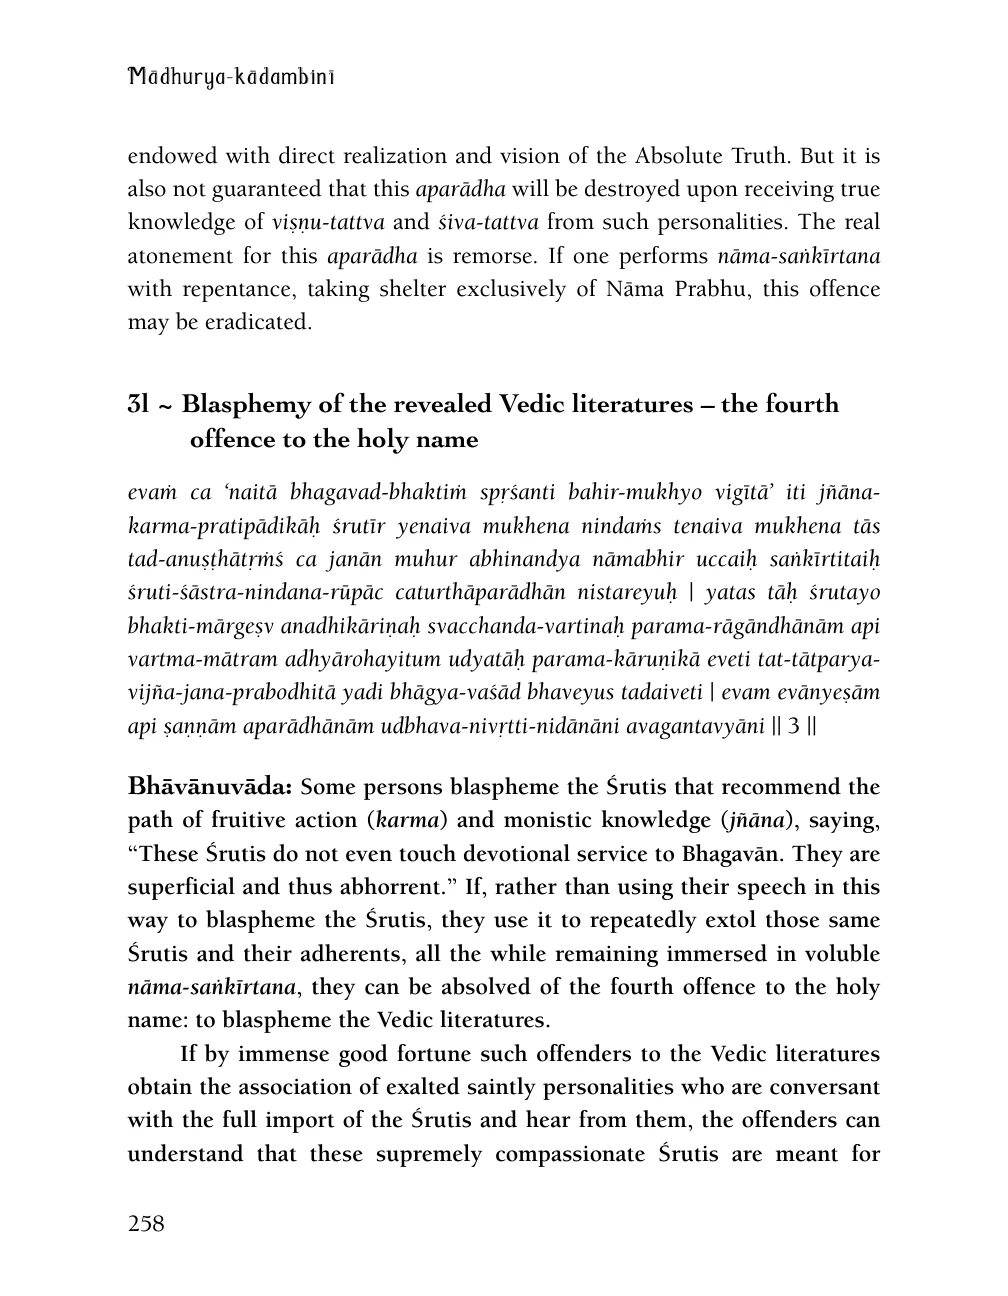 Mādhurya-kādambinī
endowed with direct realization and vision of the Absolute Truth. But it is
also not guaranteed that this aparādha will be destroyed upon receiving true
knowledge of viṣṇu-tattva and śiva-tattva from such personalities. The real
atonement for this aparādha is remorse. If one performs nāma-saṅkīrtana
with repentance, taking shelter exclusively of Nāma Prabhu, this offence
may be eradicated.
3l ~ Blasphemy of the revealed Vedic literatures – the fourth
offence to the holy name
evaṁ ca ‘naitā bhagavad-bhaktiṁ spṛśanti bahir-mukhyo vigītā’ iti jñāna-
karma-pratipādikāḥ śrutīr yenaiva mukhena nindaṁs tenaiva mukhena tās
tad-anuṣṭhātṛṁś ca janān muhur abhinandya nāmabhir uccaiḥ saṅkīrtitaiḥ
śruti-śāstra-nindana-rūpāc caturthāparādhān nistareyuḥ | yatas tāḥ śrutayo
bhakti-mārgeṣv anadhikāriṇaḥ svacchanda-vartinaḥ parama-rāgāndhānām api
vartma-mātram adhyārohayitum udyatāḥ parama-kāruṇikā eveti tat-tātparya-
vijña-jana-prabodhitā yadi bhāgya-vaśād bhaveyus tadaiveti | evam evānyeṣām
api ṣaṇṇām aparādhānām udbhava-nivṛtti-nidānāni avagantavyāni || 3 ||
Bhāvānuvāda: Some persons blaspheme the Śrutis that recommend the
path of fruitive action (karma) and monistic knowledge (jñāna), saying,
“These Śrutis do not even touch devotional service to Bhagavān. They are
superficial and thus abhorrent.” If, rather than using their speech in this
way to blaspheme the Śrutis, they use it to repeatedly extol those same
Śrutis and their adherents, all the while remaining immersed in voluble
nāma-saṅkīrtana, they can be absolved of the fourth offence to the holy
name: to blaspheme the Vedic literatures.
If by immense good fortune such offenders to the Vedic literatures
obtain the association of exalted saintly personalities who are conversant
with the full import of the Śrutis and hear from them, the offenders can
understand that these supremely compassionate Śrutis are meant for
258